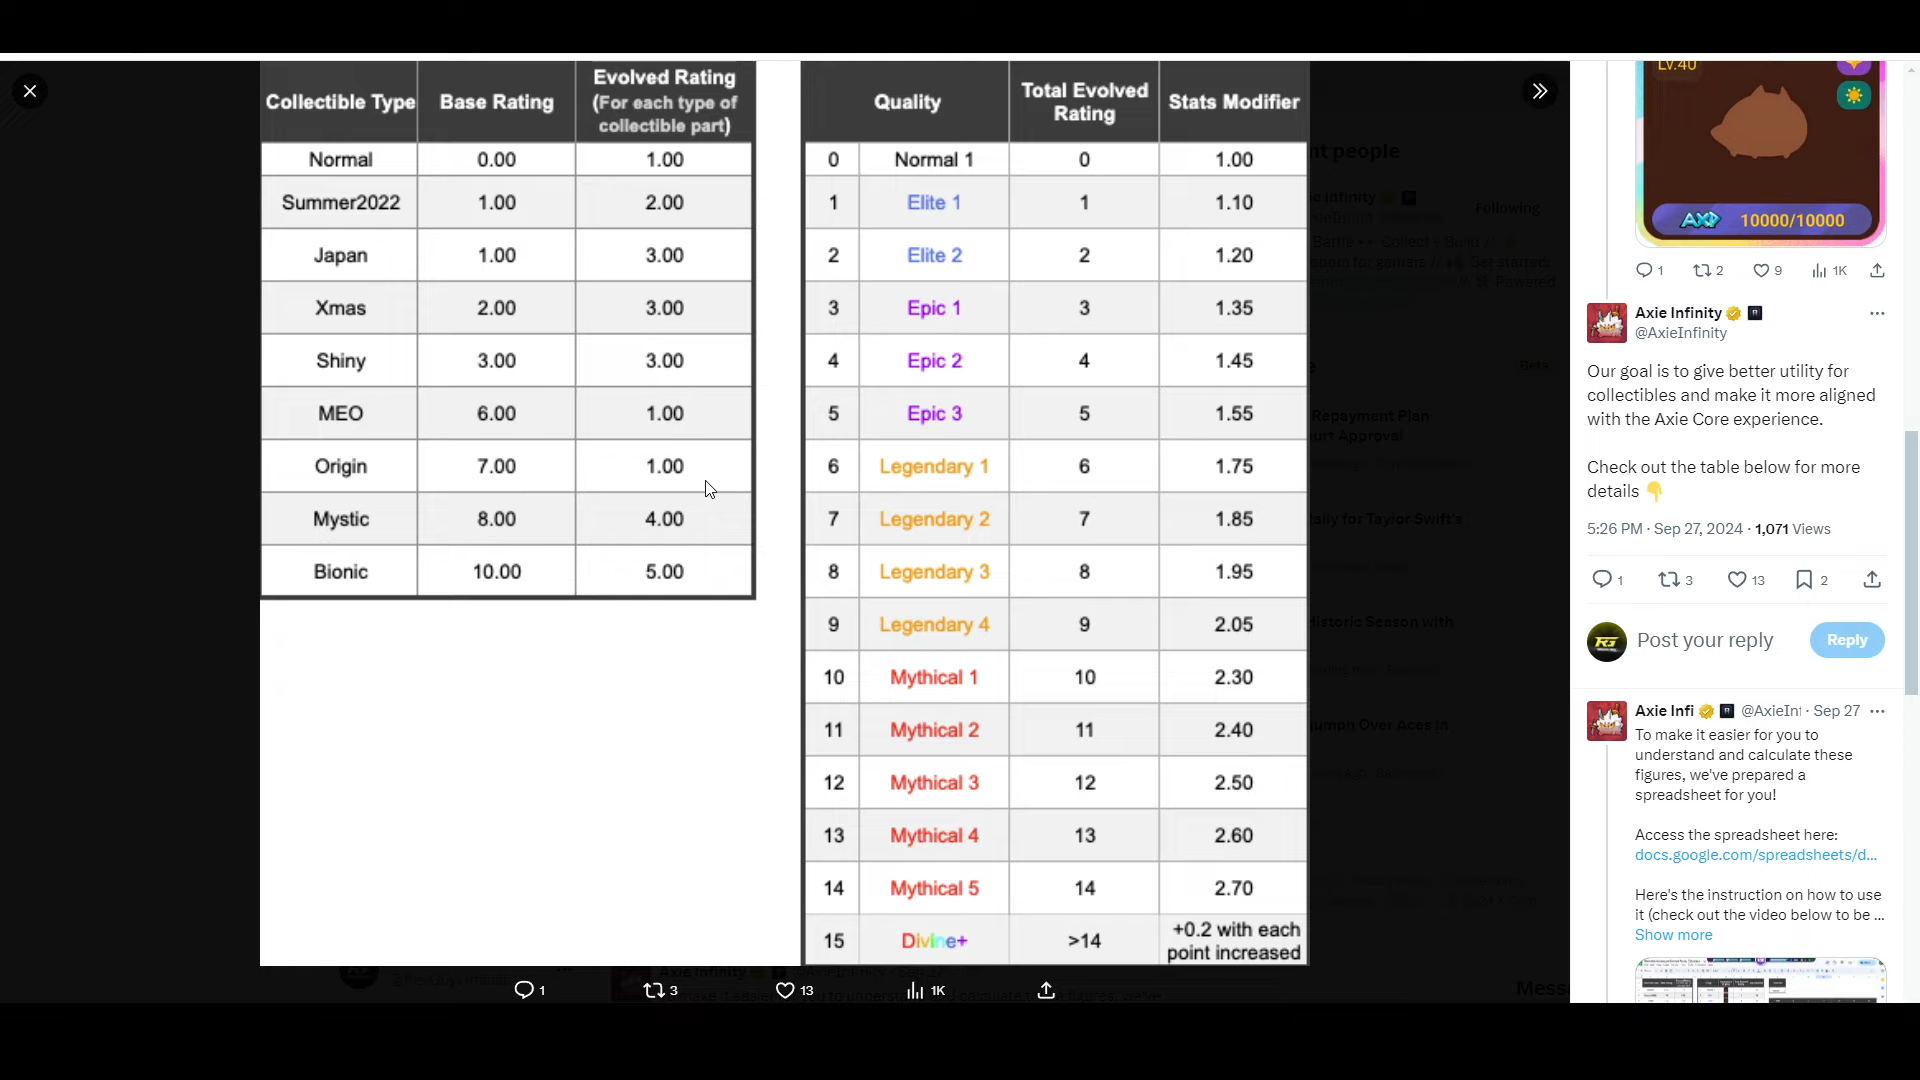 Collectible Type Base Rating Evolved Rating
(For each type of
collectible part)
Normal 0.00 1.00
Summer2022 1.00 2.00
Japan 1.00 3.00
Xmas 2.00 3.00
Shiny 3.00 3.00
MEO 6.00 1.00
Origin 7.00 1.00
Mystic 8.00 4.00
Bionic 10.00 5.00
Quality Total Evolved
Rating Stats Modifier
0 Normal 1 0 1.00
1 Elite 1 1 1.10
2 Elite 2 2 1.20
3 Epic 1 3 1.35
4 Epic 2 4 1.45
5 Epic 3 5 1.55
6 Legendary 1 6 1.75
7 Legendary 2 7 1.85
8 Legendary 3 8 1.95
9 Legendary 4 9 2.05
10 Mythical 1 10 2.30
11 Mythical 2 11 2.40
12 Mythical 3 12 2.50
13 Mythical 4 13 2.60
14 Mythical 5 14 2.70
15 Divine+ >14 +0.2 with each
point increased
1 3 13 1K
Following
Repayment Plan
LV.40
AXP 10000/10000
1 2 9 1K
Axie Infinity
@AxieInfinity
Our goal is to give better utility for
collectibles and make it more aligned
with the Axie Core experience.
Check out the table below for more
details 👇
5:26 PM · Sep 27, 2024 · 1,071 Views
1 3 13 2
Post your reply Reply
Axie Infi @AxieInf · Sep 27
To make it easier for you to
understand and calculate these
figures, we've prepared a
spreadsheet for you!
Access the spreadsheet here:
docs.google.com/spreadsheets/d...
Here's the instruction on how to use
it (check out the video below to be ...
Show more